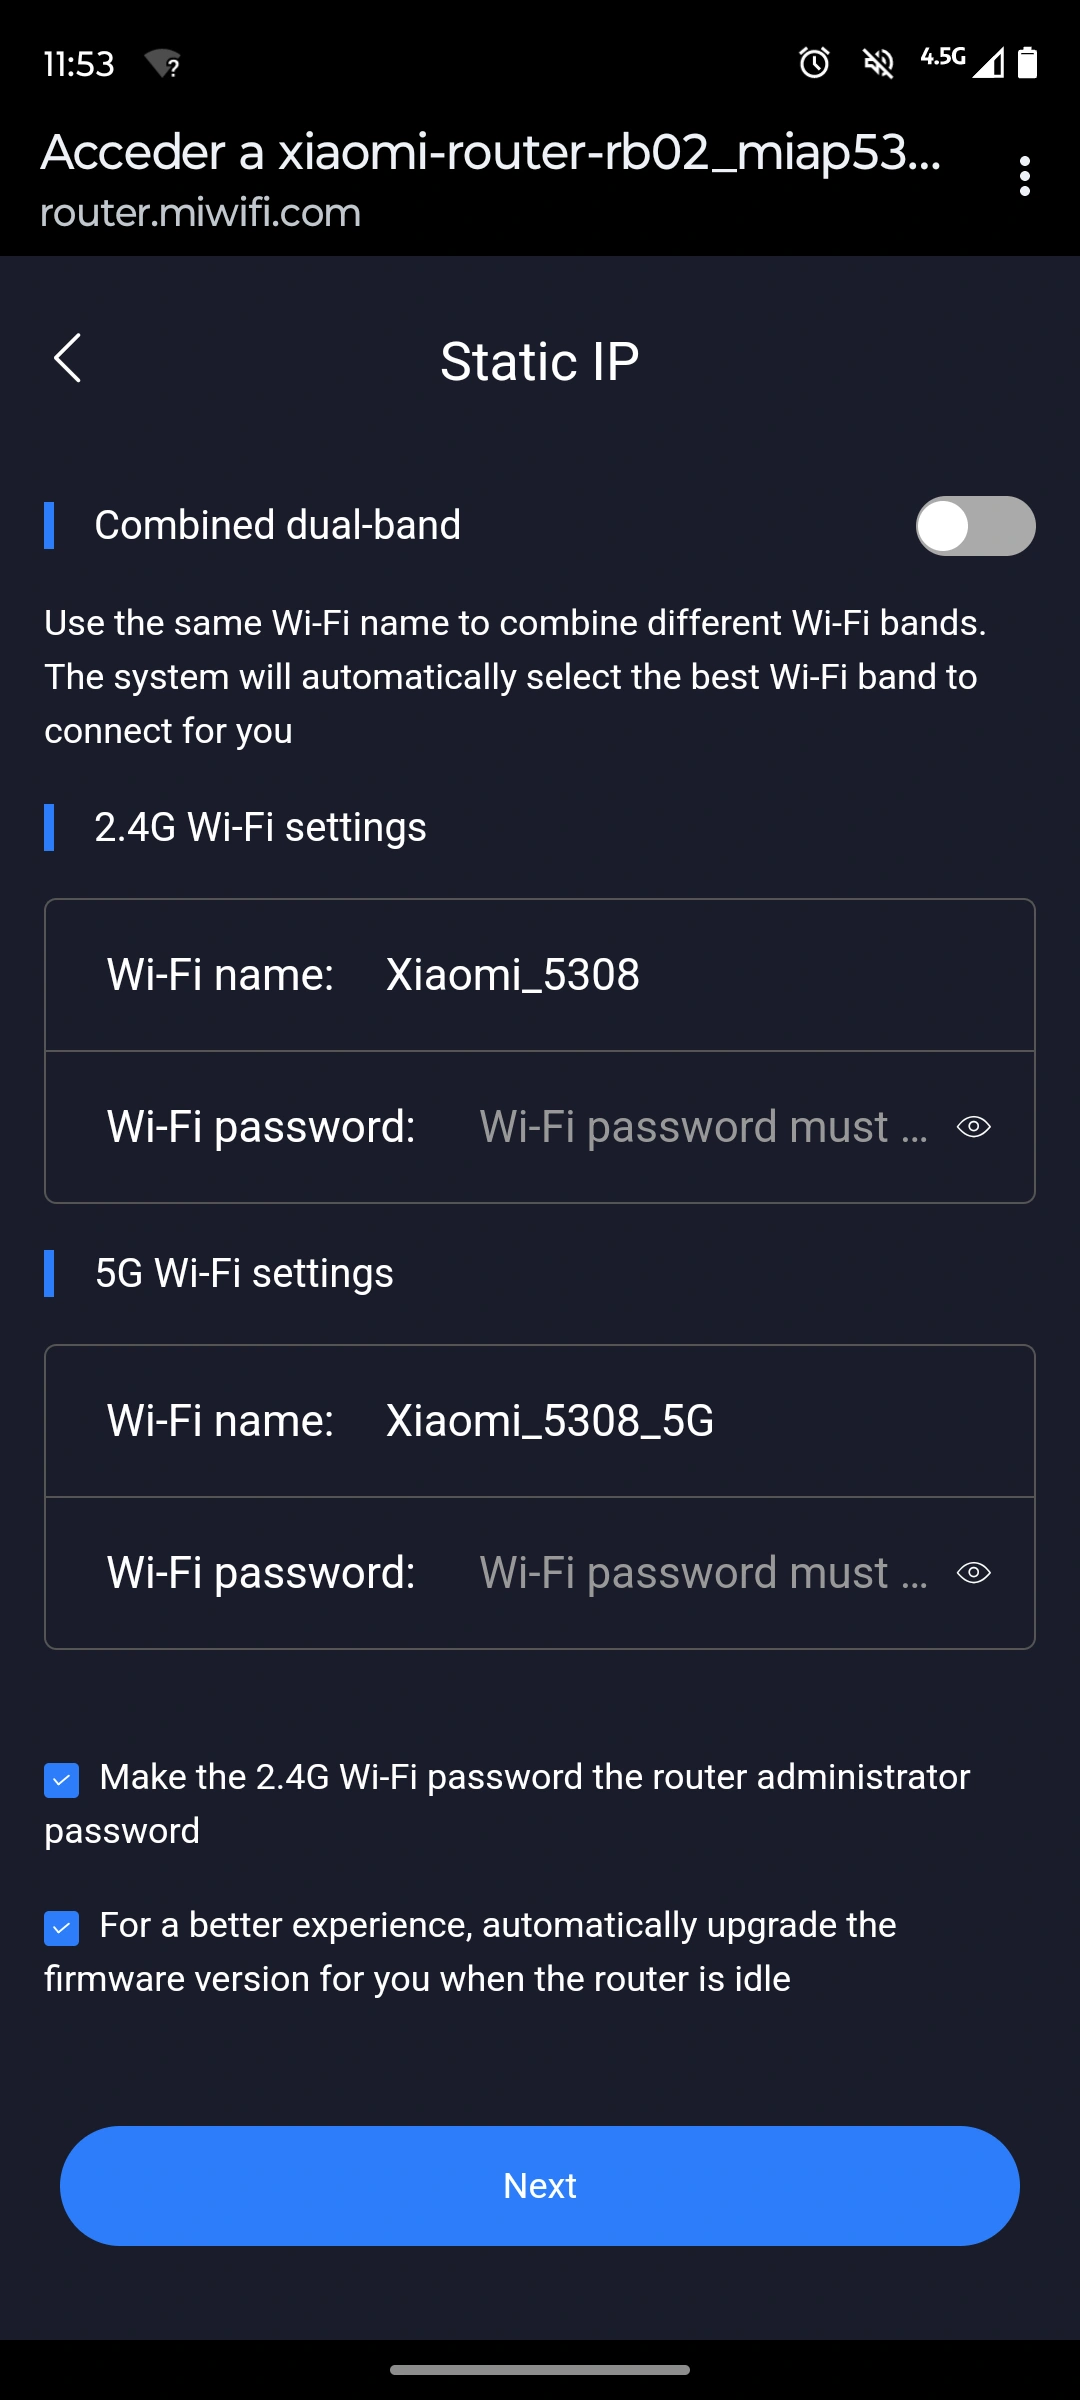 11:53
4.5G
Acceder a xiaomi-router-rb02_miap53...
router.miwifi.com
Static IP
Combined dual-band
Use the same Wi-Fi name to combine different Wi-Fi bands.
The system will automatically select the best Wi-Fi band to
connect for you
2.4G Wi-Fi settings
Wi-Fi name: Xiaomi_5308
Wi-Fi password: Wi-Fi password must ...
5G Wi-Fi settings
Wi-Fi name: Xiaomi_5308_5G
Wi-Fi password: Wi-Fi password must ...
Make the 2.4G Wi-Fi password the router administrator
password
For a better experience, automatically upgrade the
firmware version for you when the router is idle
Next